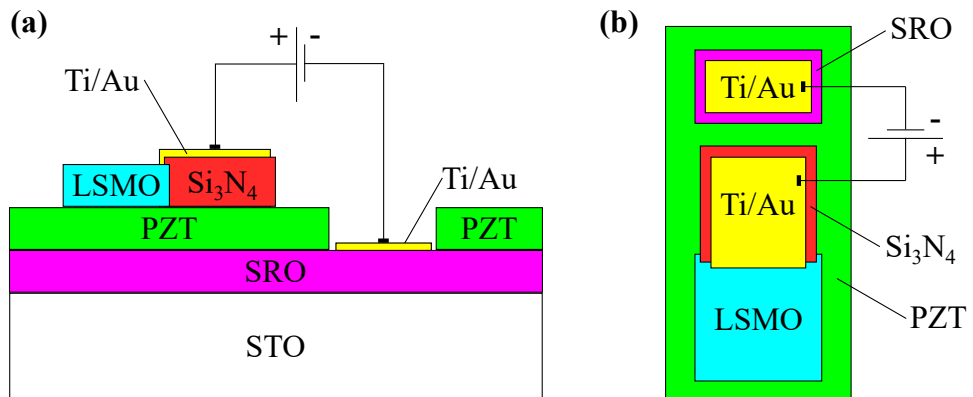 (a)
+ -
Ti/Au
LSMO
Si₃N₄
Ti/Au
PZT
PZT
SRO
STO
(b)
SRO
Ti/Au
-
+
Ti/Au
Si₃N₄
LSMO
PZT